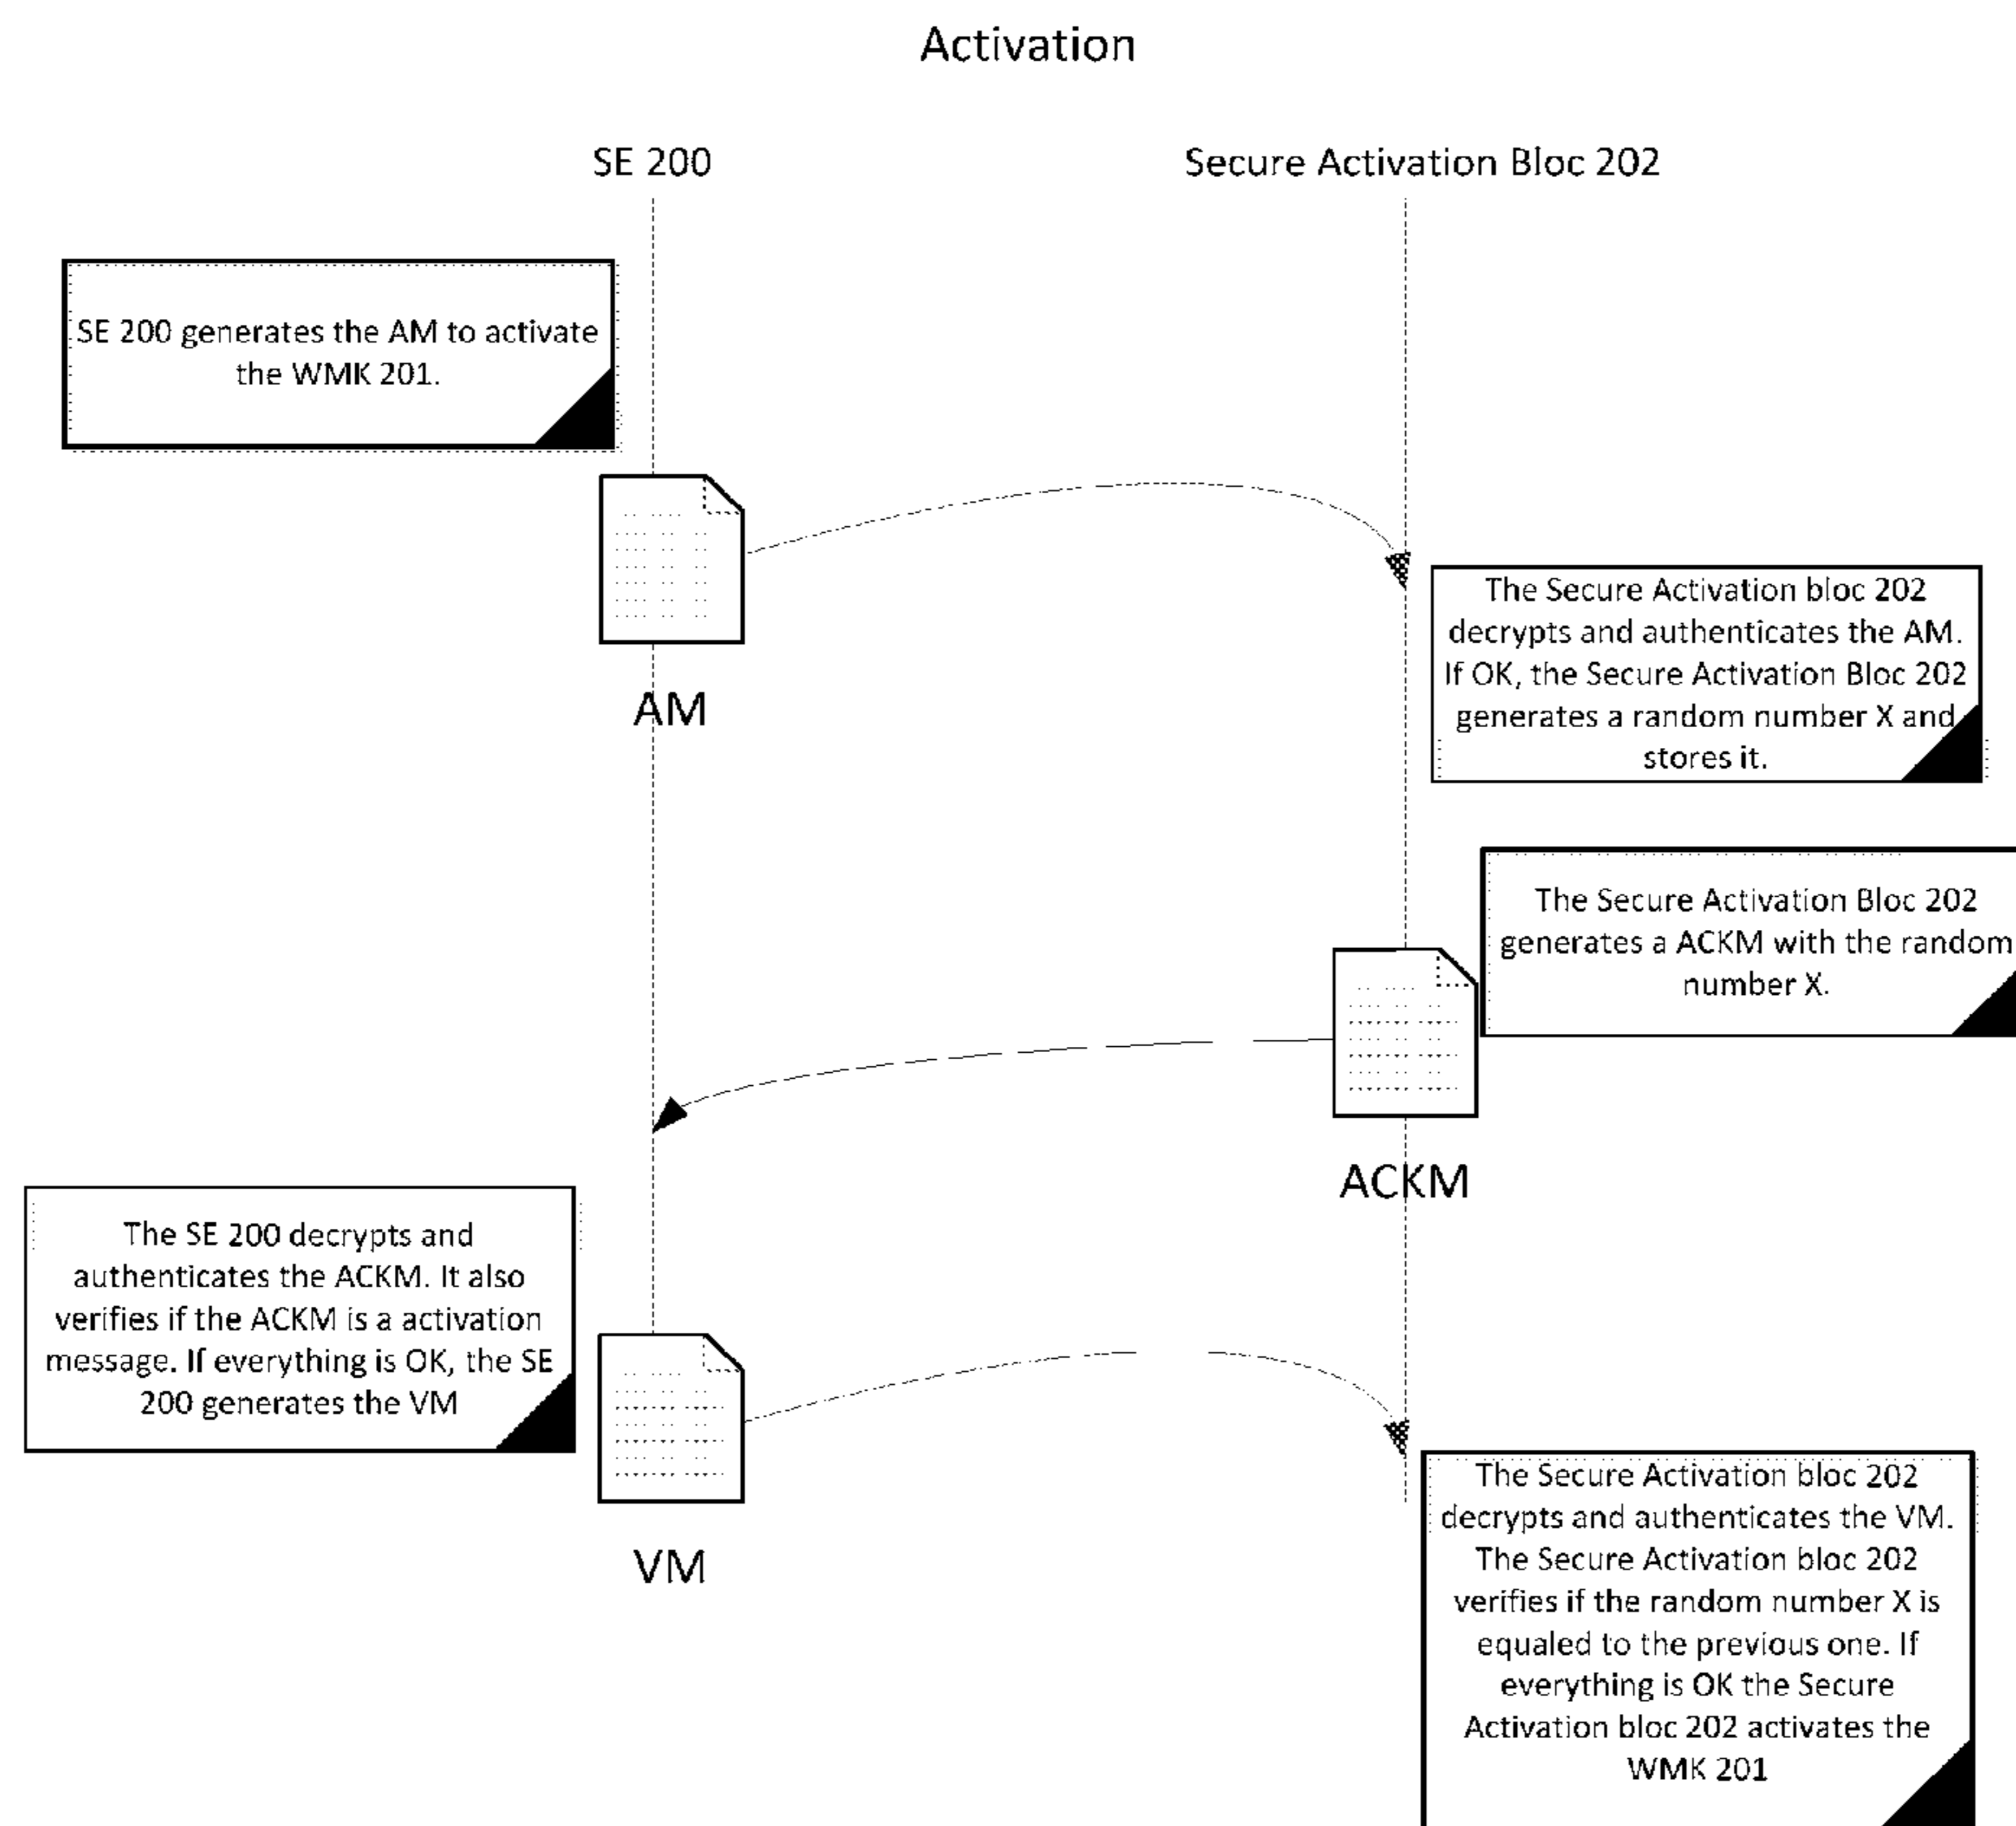 Activation
SE 200
Secure Activation Bloc 202
SE 200 generates the AM to activate
the WMK 201.
AM
The Secure Activation bloc 202
decrypts and authenticates the AM.
If OK, the Secure Activation Bloc 202
generates a random number X and
stores it.
The Secure Activation Bloc 202
generates a ACKM with the random
number X.
ACKM
The SE 200 decrypts and
authenticates the ACKM. It also
verifies if the ACKM is a activation
message. If everything is OK, the SE
200 generates the VM
VM
The Secure Activation bloc 202
decrypts and authenticates the VM.
The Secure Activation bloc 202
verifies if the random number X is
equaled to the previous one. If
everything is OK the Secure
Activation bloc 202 activates the
WMK 201